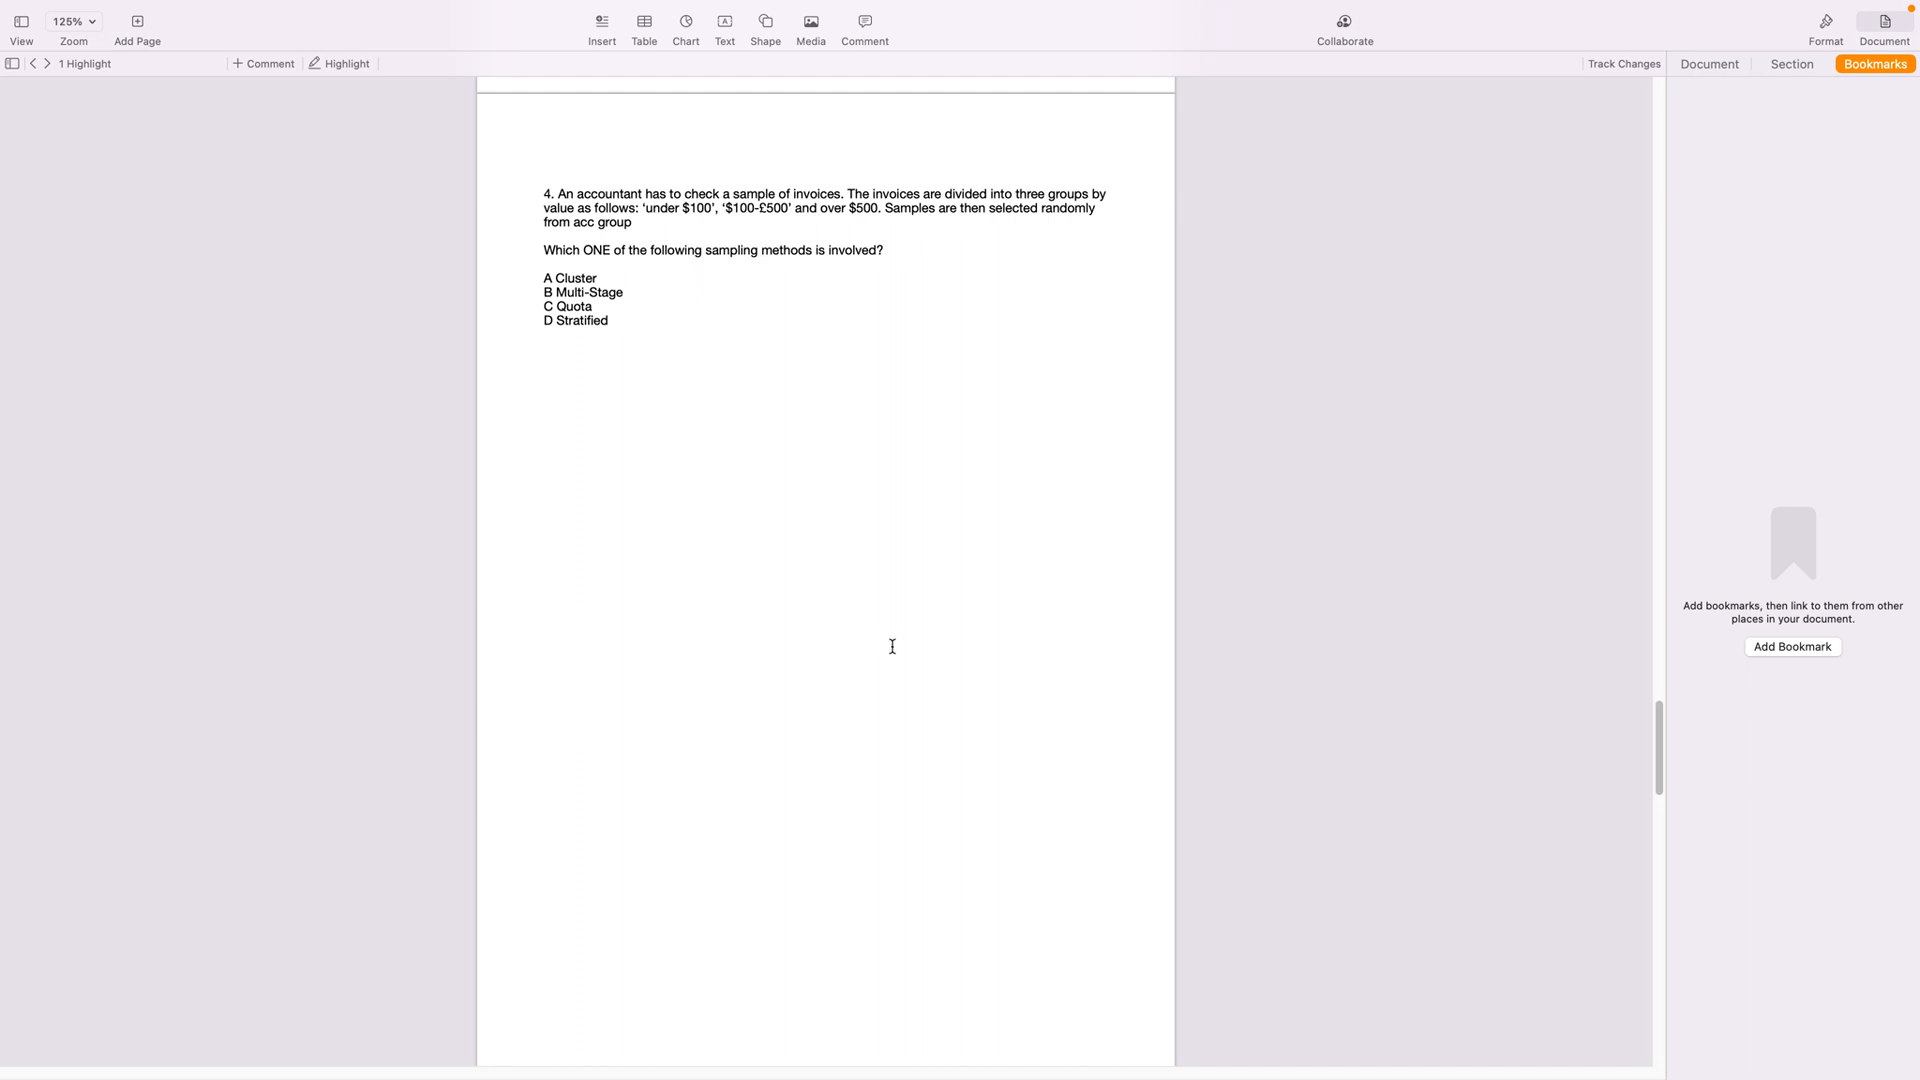 125%
View
Zoom
Add Page
Insert
Table
Chart
Text
Shape
Media
Comment
Collaborate
Format
Document
1 Highlight
Comment
Highlight
Track Changes
Document
Section
Bookmarks
4. An accountant has to check a sample of invoices. The invoices are divided into three groups by
value as follows: ‘under $100’, ‘$100-£500’ and over $500. Samples are then selected randomly
from acc group
Which ONE of the following sampling methods is involved?
A Cluster
B Multi-Stage
C Quota
D Stratified
Add bookmarks, then link to them from other
places in your document.
Add Bookmark